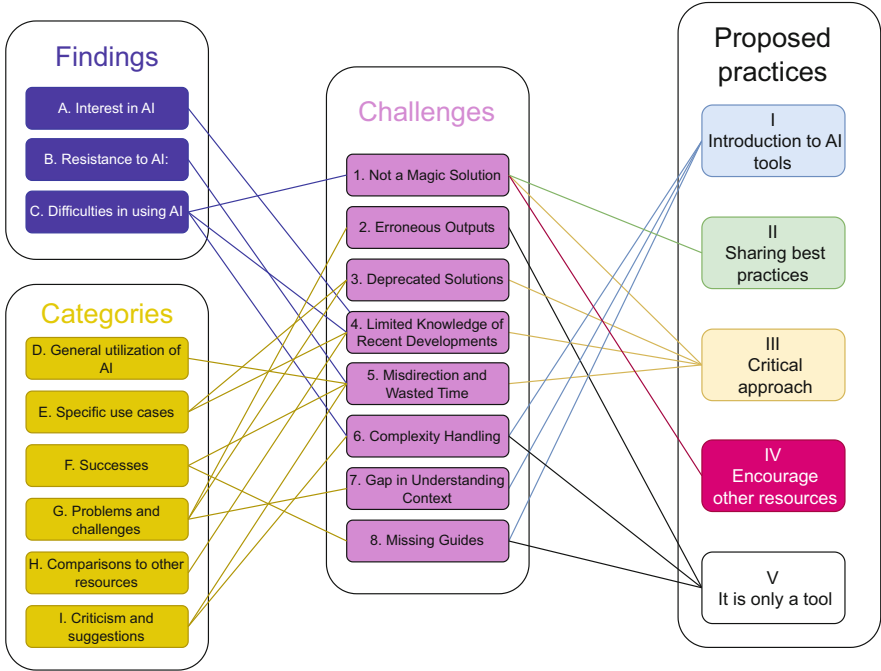 Findings
A. Interest in AI
B. Resistance to AI:
C. Difficulties in using AI
Categories
D. General utilization of
AI
E. Specific use cases
F. Successes
G. Problems and
challenges
H. Comparisons to other
resources
I. Criticism and
suggestions
Challenges
1. Not a Magic Solution
2. Erroneous Outputs
3. Deprecated Solutions
4. Limited Knowledge of
Recent Developments
5. Misdirection and
Wasted Time
6. Complexity Handling
7. Gap in Understanding
Context
8. Missing Guides
Proposed
practices
I
Introduction to AI
tools
II
Sharing best
practices
III
Critical
approach
IV
Encourage
other resources
V
It is only a tool